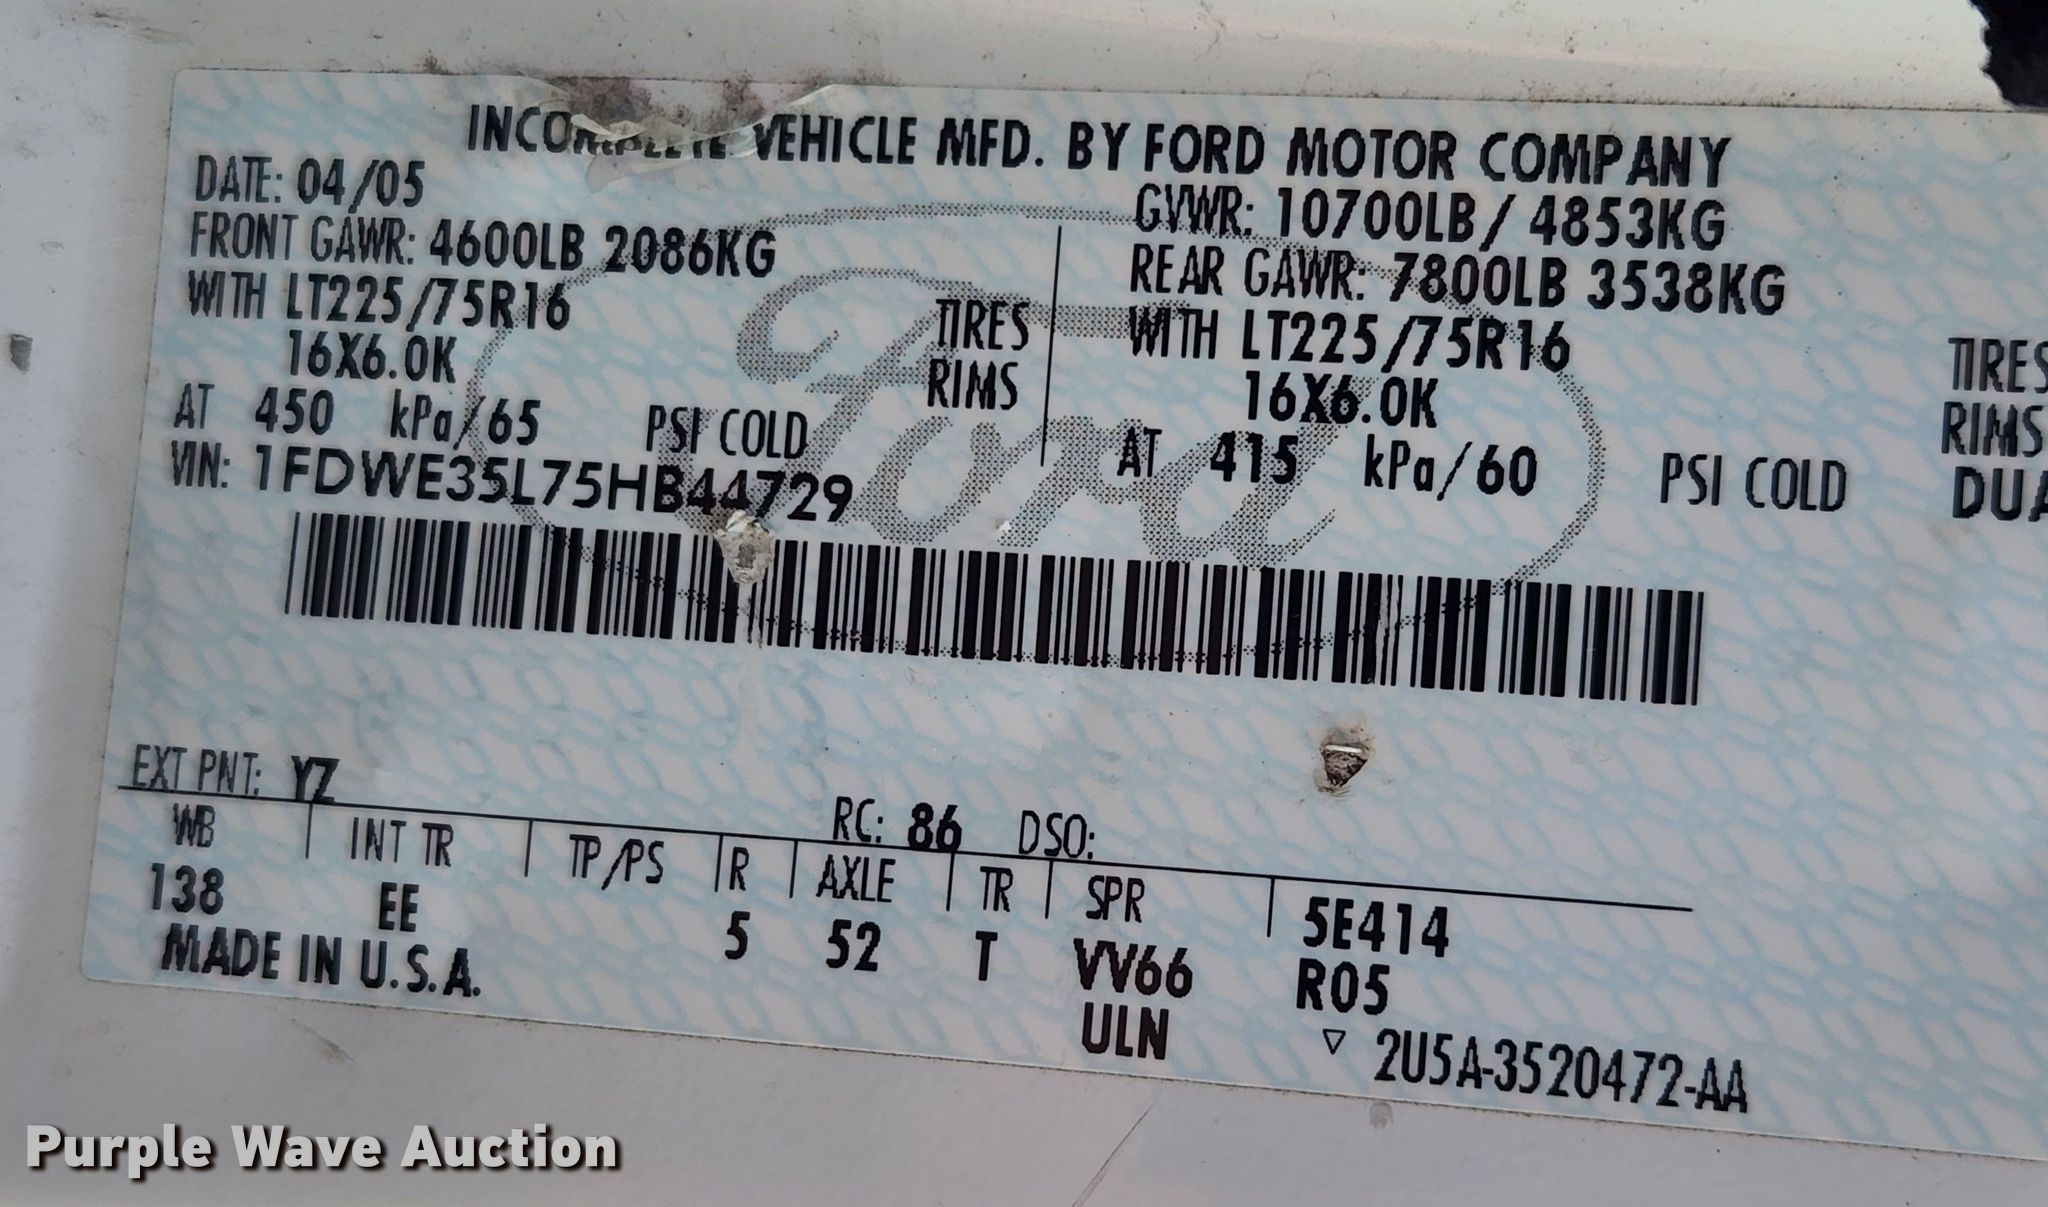 INCOMPLETE VEHICLE MFD. BY FORD MOTOR COMPANY
DATE: 04/05 GVWR: 10700LB / 4853KG
FRONT GAWR: 4600LB 2086KG REAR GAWR: 7800LB 3538KG
WITH LT225/75R16 TIRES WITH LT225/75R16 TIRES
16X6.0K RIMS 16X6.0K RIMS
AT 450 kPa/65 PSI COLD AT 415 kPa/60 PSI COLD
VIN: 1FDWE35L75HB44729
Ford
EXT PNT: YZ RC: 86 DSO:
WB INT TR TP/PS R AXLE TR SPR
138 EE 5 52 T VV66 5E414
MADE IN U.S.A. ULN R05
▽ 2U5A-3520472-AA
Purple Wave Auction